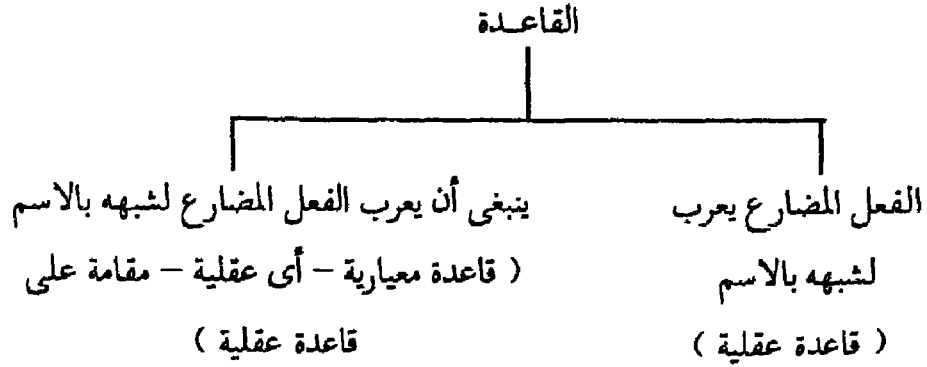 القاعدة
الفعل المضارع يعرب
لشبهه بالاسم
( قاعدة عقلية )
ينبغى أن يعرب الفعل المضارع لشبهه بالاسم
( قاعدة معيارية – أى عقلية – مقامة على
قاعدة عقلية )